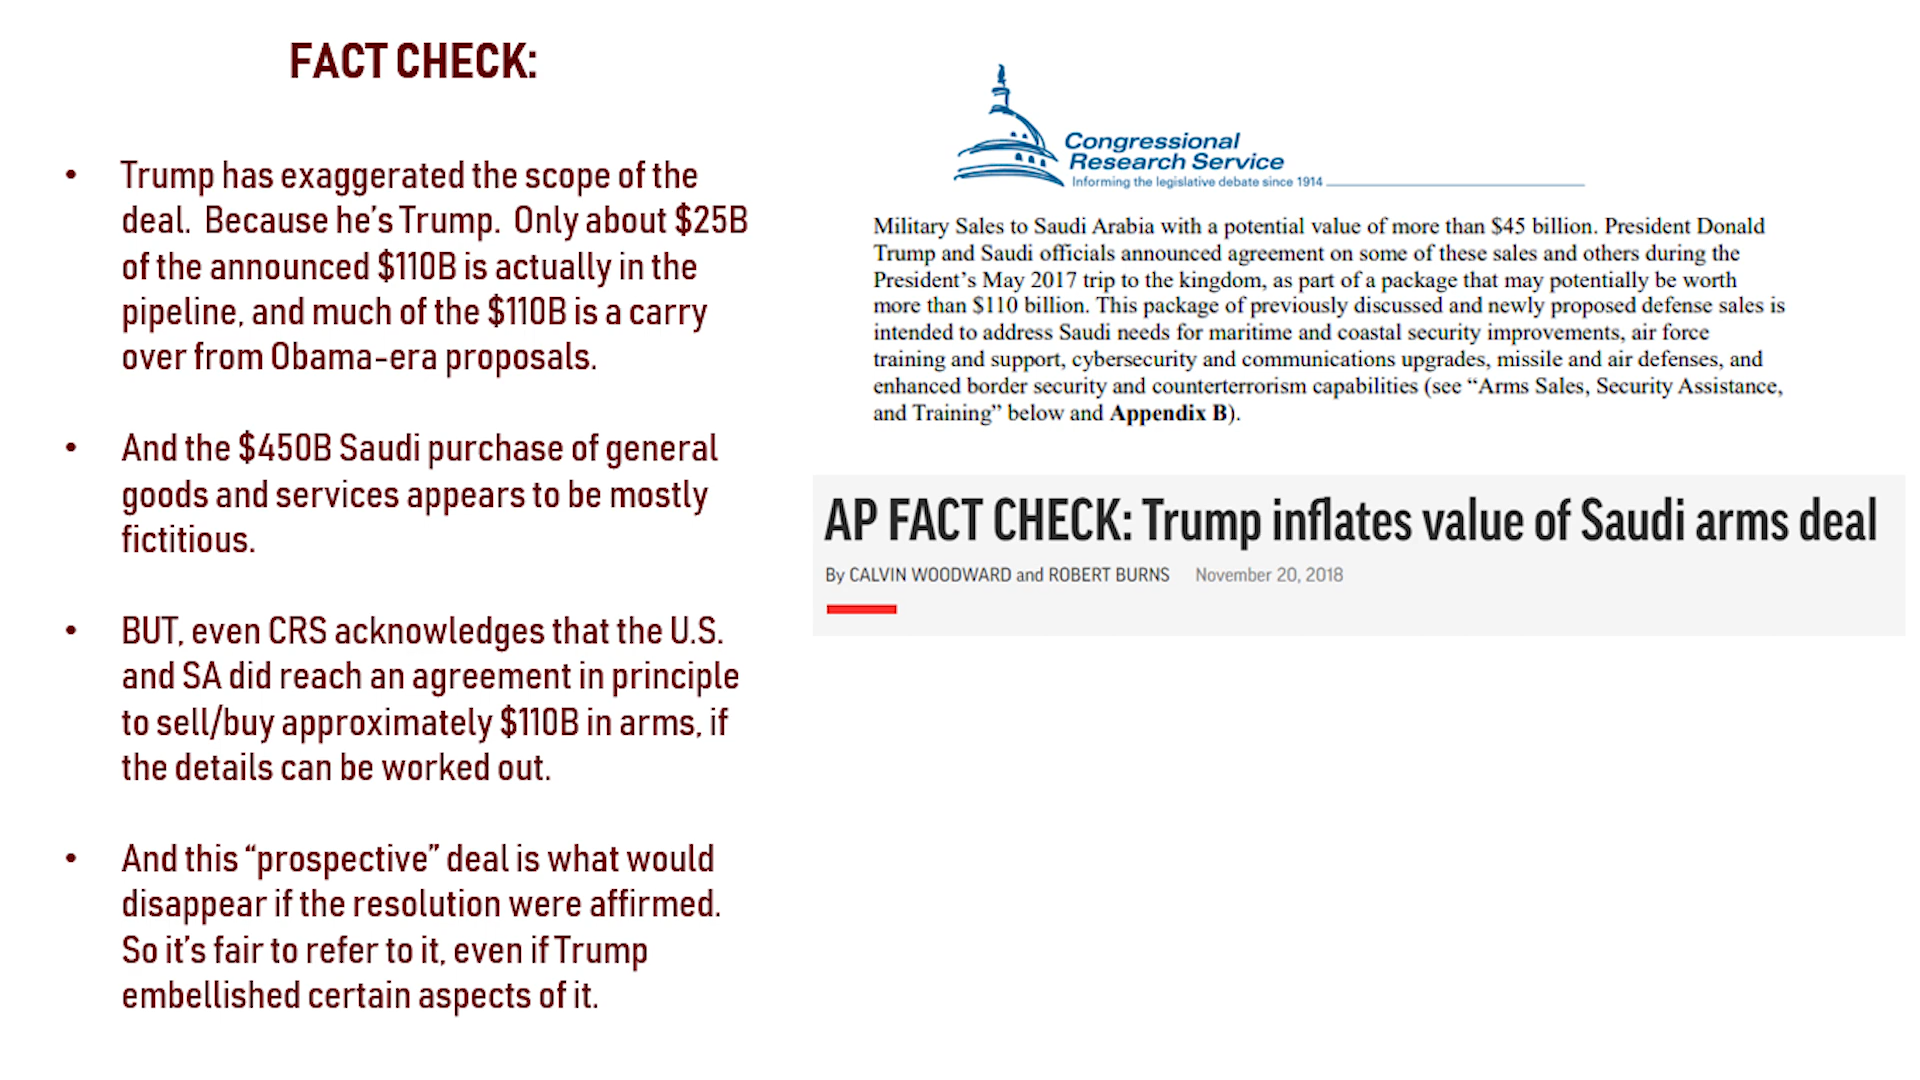 FACT CHECK:
• Trump has exaggerated the scope of the
deal. Because he's Trump. Only about $25B
of the announced $110B is actually in the
pipeline, and much of the $110B is a carry
over from Obama-era proposals.
• And the $450B Saudi purchase of general
goods and services appears to be mostly
fictitious.
• BUT, even CRS acknowledges that the U.S.
and SA did reach an agreement in principle
to sell/buy approximately $110B in arms, if
the details can be worked out.
• And this “prospective” deal is what would
disappear if the resolution were affirmed.
So it's fair to refer to it, even if Trump
embellished certain aspects of it.
Congressional
Research Service
Informing the legislative debate since 1914
Military Sales to Saudi Arabia with a potential value of more than $45 billion. President Donald
Trump and Saudi officials announced agreement on some of these sales and others during the
President’s May 2017 trip to the kingdom, as part of a package that may potentially be worth
more than $110 billion. This package of previously discussed and newly proposed defense sales is
intended to address Saudi needs for maritime and coastal security improvements, air force
training and support, cybersecurity and communications upgrades, missile and air defenses, and
enhanced border security and counterterrorism capabilities (see “Arms Sales, Security Assistance,
and Training” below and Appendix B).
AP FACT CHECK: Trump inflates value of Saudi arms deal
By CALVIN WOODWARD and ROBERT BURNS November 20, 2018